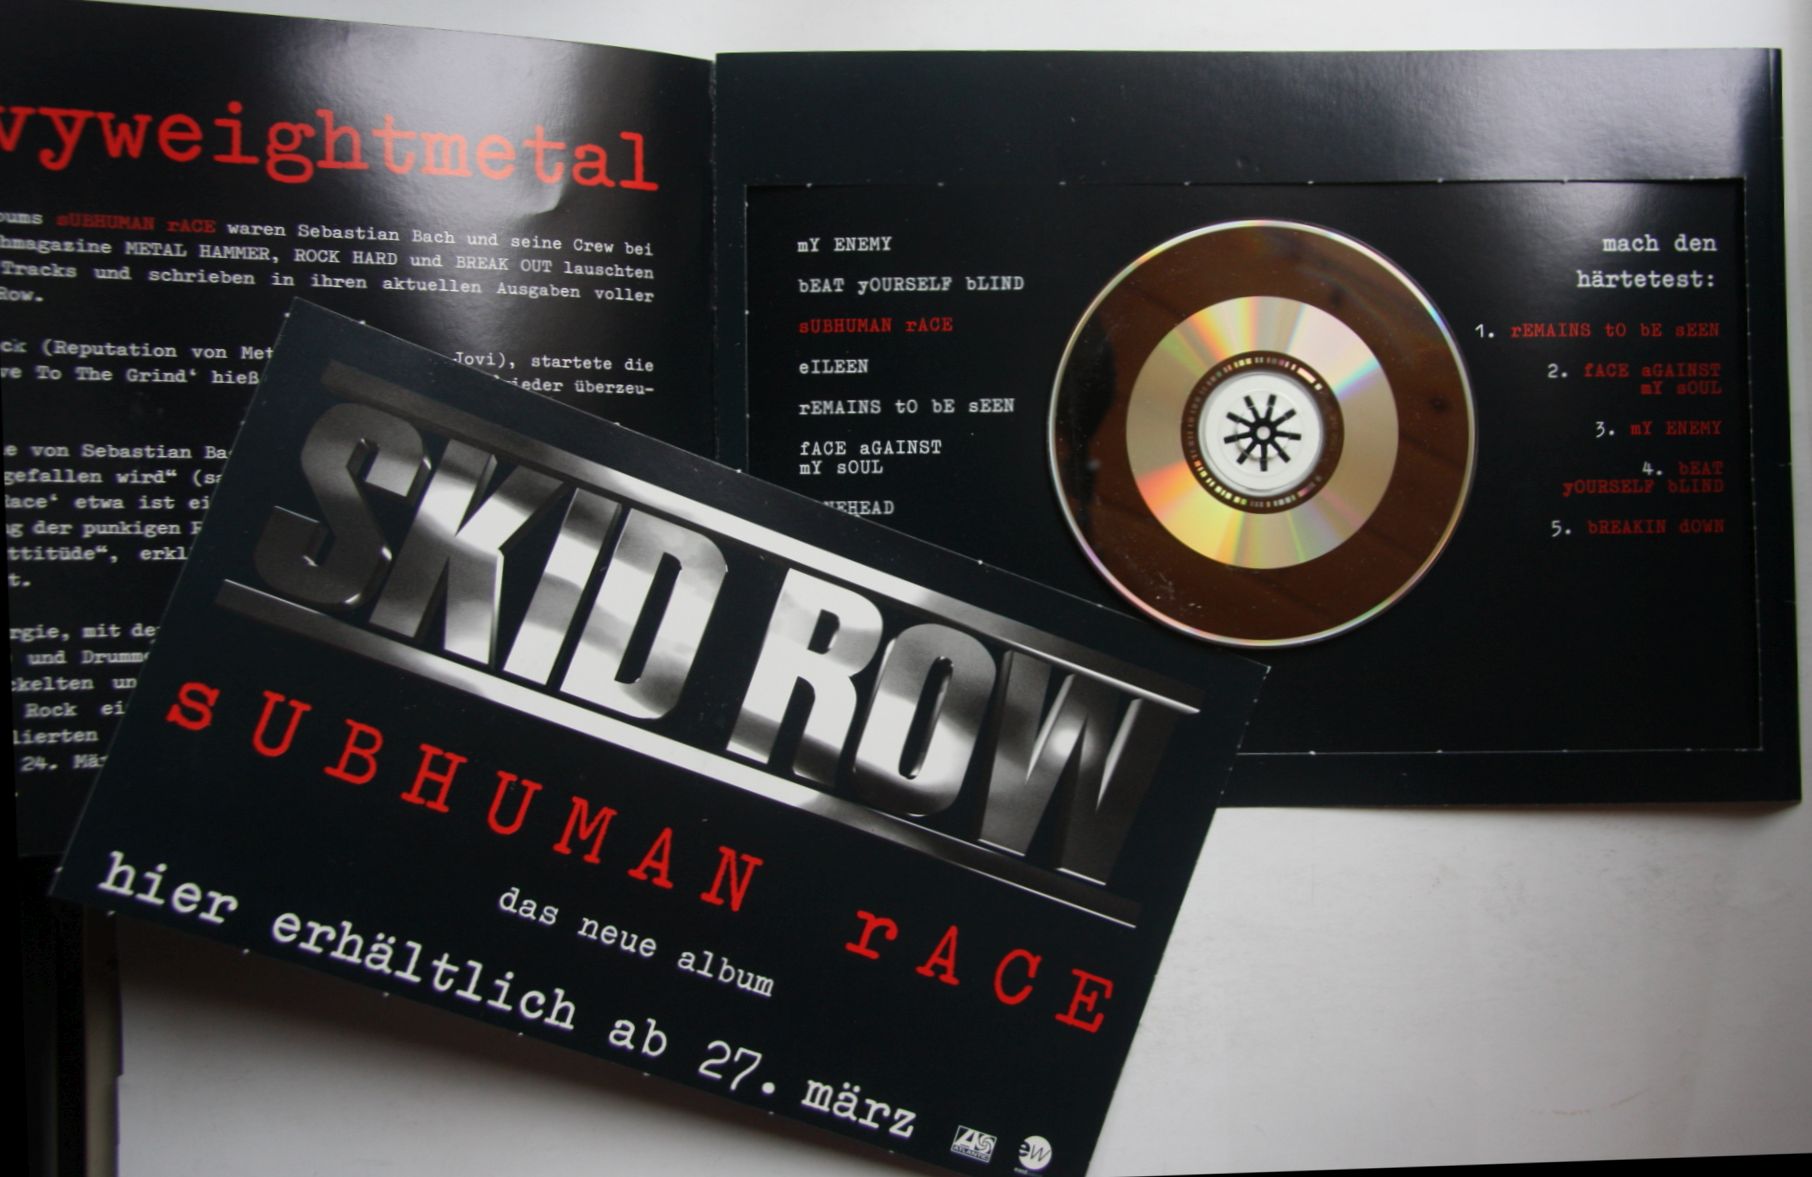 vyweightmetal
sUBHUMAN rACE waren Sebastian Bach und seine Crew bei
METAL HAMMER, ROCK HARD und BREAK OUT lauschten
Tracks und schrieben in ihren aktuellen Ausgaben voller
Row.
ck (Reputation von Met
Jovi), startete die
ve To The Grind‘ hieß
ieder überzeu-
e von Sebastian Ba
gefallen wird“ (sa
Race‘ etwa ist ei
g der punkigen
ttitüde“, erkl
t.
rgie, mit de
und Drumme
ckelten un
Rock ei
lierten
24. Mär
mY ENEMY
bEAT yOURSELF bLIND
sUBHUMAN rACE
eILEEN
rEMAINS tO bE sEEN
fACE aGAINST
mY sOUL
EHEAD
mach den
härtetest:
1. rEMAINS tO bE sEEN
2. fACE aGAINST
mY sOUL
3. mY ENEMY
4. bEAT
yOURSELF bLIND
5. bREAKIN dOWN
SKID ROW
sUBHUMAN rACE
das neue album
hier erhältlich ab 27. märz
ATLANTIC
ew
east